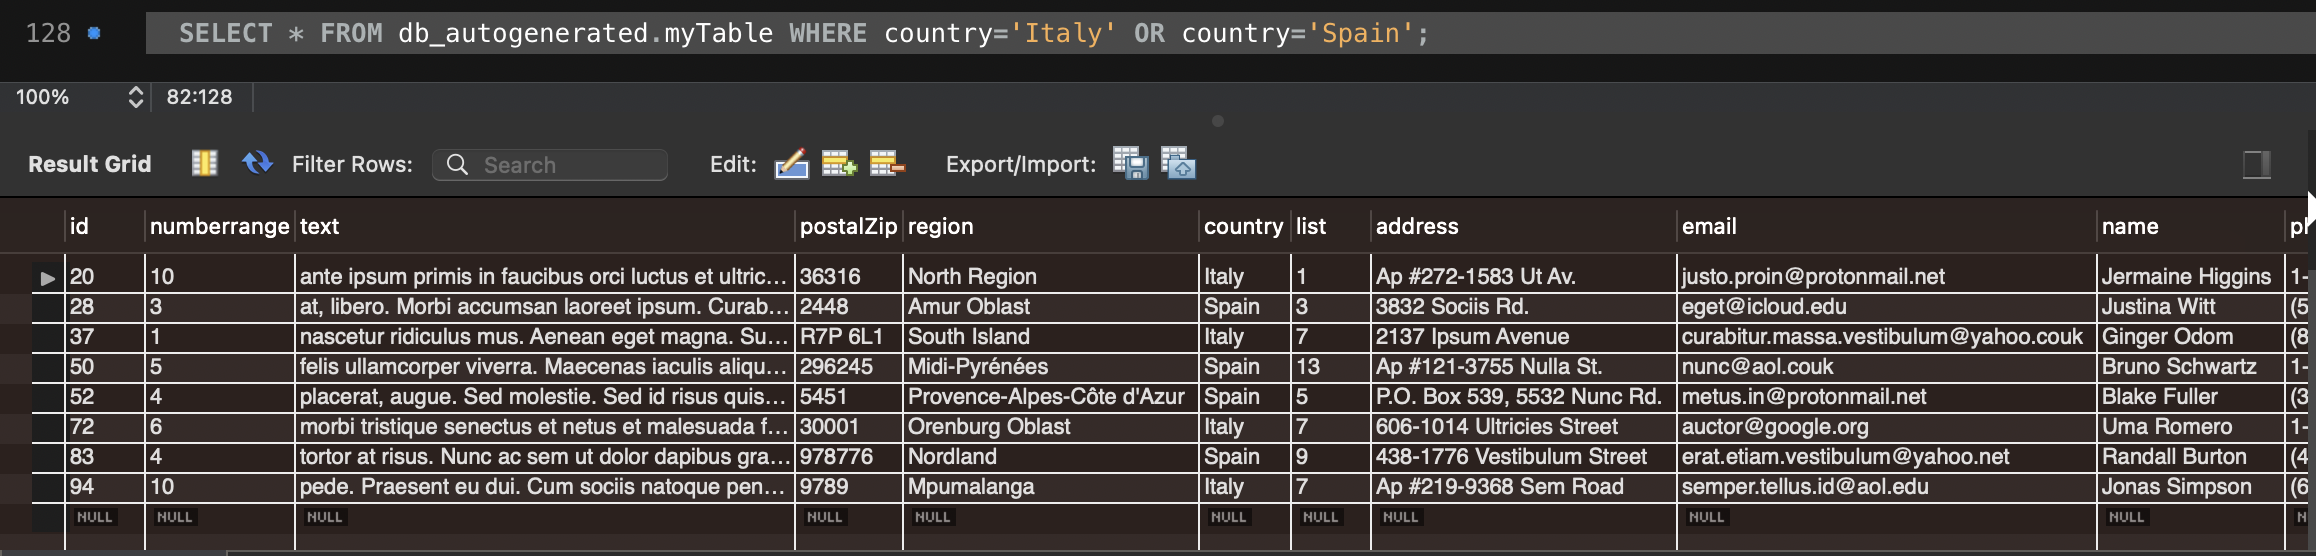 128 SELECT * FROM db_autogenerated.myTable WHERE country='Italy' OR country='Spain';
100% 82:128
Result Grid Filter Rows: Search Edit: Export/Import:
id numberrange text postalZip region country list address email name ph
20 10 ante ipsum primis in faucibus orci luctus et ultric... 36316 North Region Italy 1 Ap #272-1583 Ut Av. justo.proin@protonmail.net Jermaine Higgins 1-
28 3 at, libero. Morbi accumsan laoreet ipsum. Curab... 2448 Amur Oblast Spain 3 3832 Sociis Rd. eget@icloud.edu Justina Witt (5
37 1 nascetur ridiculus mus. Aenean eget magna. Su... R7P 6L1 South Island Italy 7 2137 Ipsum Avenue curabitur.massa.vestibulum@yahoo.couk Ginger Odom (8
50 5 felis ullamcorper viverra. Maecenas iaculis aliqu... 296245 Midi-Pyrénées Spain 13 Ap #121-3755 Nulla St. nunc@aol.couk Bruno Schwartz 1-
52 4 placerat, augue. Sed molestie. Sed id risus quis... 5451 Provence-Alpes-Côte d'Azur Spain 5 P.O. Box 539, 5532 Nunc Rd. metus.in@protonmail.net Blake Fuller (3
72 6 morbi tristique senectus et netus et malesuada f... 30001 Orenburg Oblast Italy 7 606-1014 Ultricies Street auctor@google.org Uma Romero 1-
83 4 tortor at risus. Nunc ac sem ut dolor dapibus gra... 978776 Nordland Spain 9 438-1776 Vestibulum Street erat.etiam.vestibulum@yahoo.net Randall Burton (4
94 10 pede. Praesent eu dui. Cum sociis natoque pen... 9789 Mpumalanga Italy 7 Ap #219-9368 Sem Road semper.tellus.id@aol.edu Jonas Simpson (6
NULL NULL NULL NULL NULL NULL NULL NULL NULL NULL N